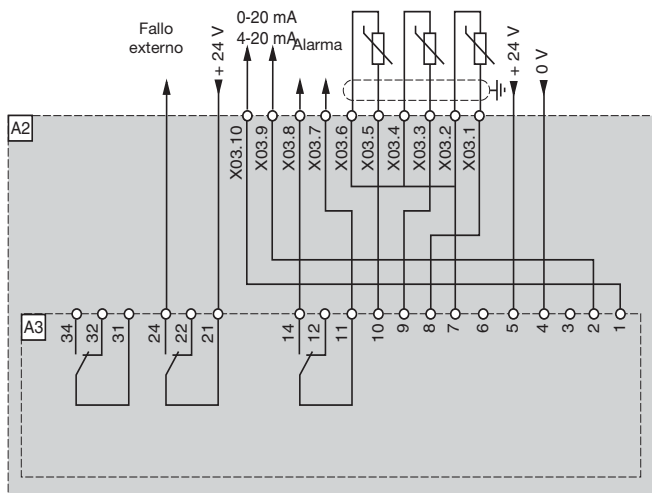 Fallo
externo
+ 24 V
0-20 mA
4-20 mA
Alarma
+ 24 V
0 V
A2
X03.10
X03.9
X03.8
X03.7
X03.6
X03.5
X03.4
X03.3
X03.2
X03.1
A3
34
32
31
24
22
21
14
12
11
10
9
8
7
6
5
4
3
2
1